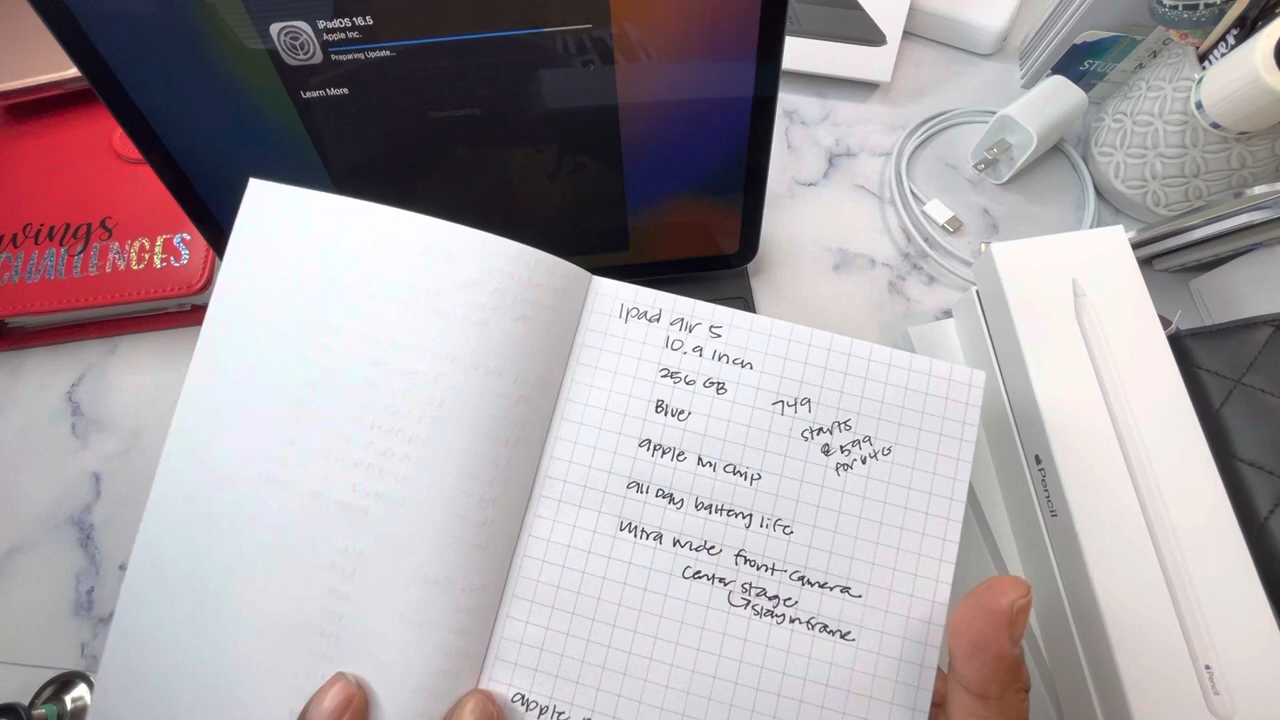 iPadOS 16.5
Apple Inc.
Preparing Update...
Learn More
wings
CHALLENGES
Ipad air 5
10.9 inch
256 GB
749
Blue
starts
@ 599
for 64G
apple M1 chip
all Day battery life
ultra wide front camera
Center stage
↳ stay in frame
apple
Pencil
Pencil